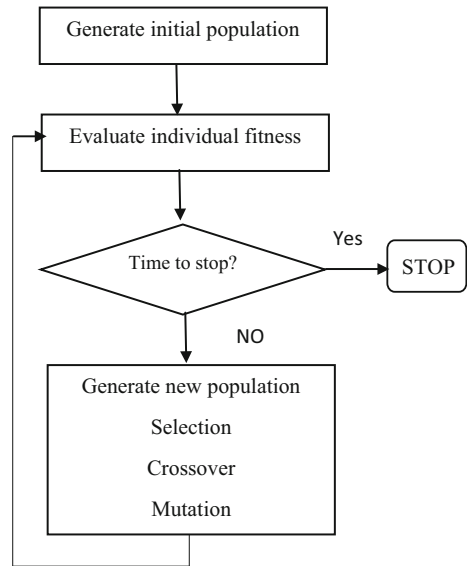 Generate initial population
Evaluate individual fitness
Time to stop?
Yes
STOP
NO
Generate new population
Selection
Crossover
Mutation